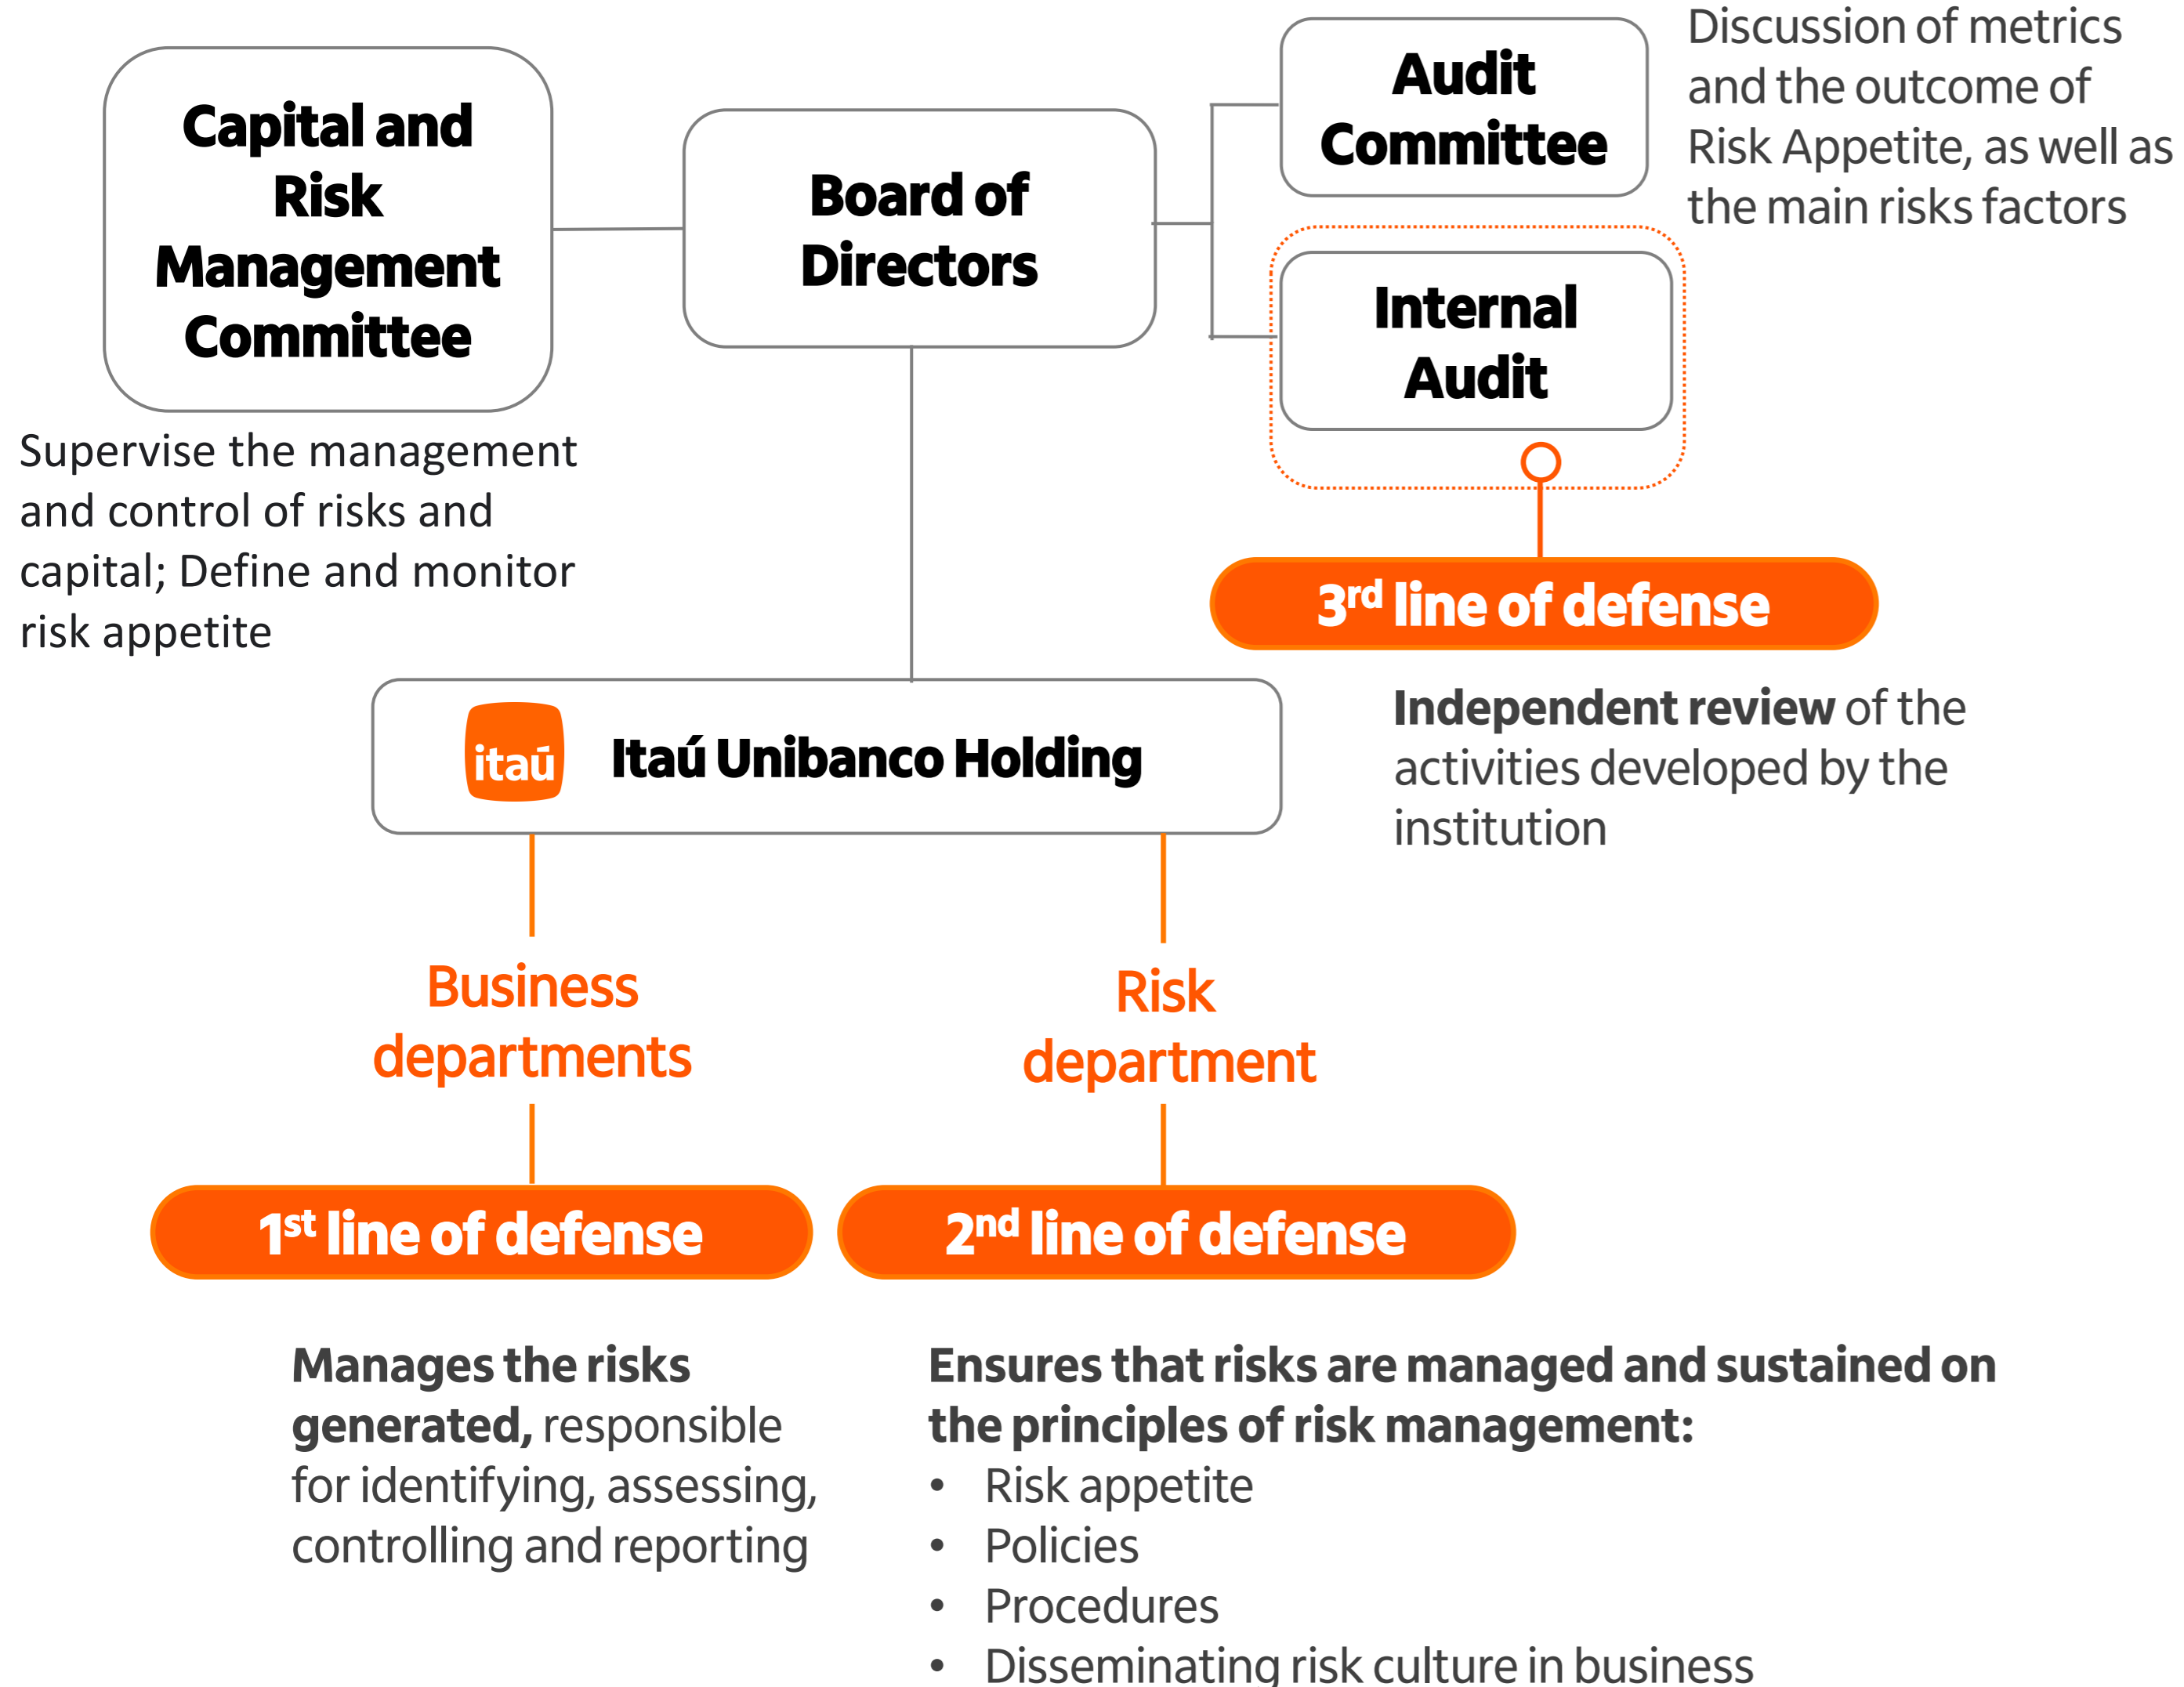 Capital and
Risk
Management
Committee
Supervise the management
and control of risks and
capital; Define and monitor
risk appetite
Board of
Directors
Audit
Committee
Discussion of metrics
and the outcome of
Risk Appetite, as well as
the main risks factors
Internal
Audit
3rd line of defense
Independent review of the
activities developed by the
institution
itaú
Itaú Unibanco Holding
Business
departments
1st line of defense
Manages the risks
generated, responsible
for identifying, assessing,
controlling and reporting
Risk
department
2nd line of defense
Ensures that risks are managed and sustained on
the principles of risk management:
• Risk appetite
• Policies
• Procedures
• Disseminating risk culture in business